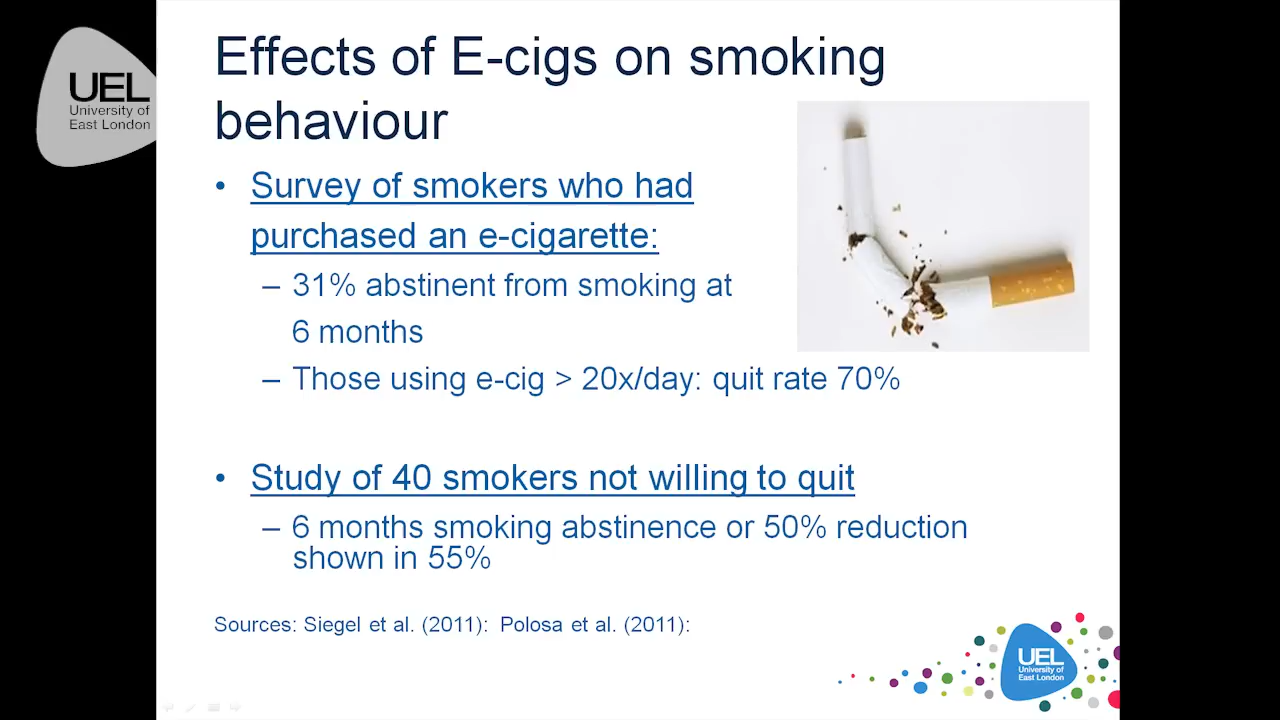 UEL
University of
East London
Effects of E-cigs on smoking
behaviour
• Survey of smokers who had
purchased an e-cigarette:
– 31% abstinent from smoking at
6 months
– Those using e-cig > 20x/day: quit rate 70%
• Study of 40 smokers not willing to quit
– 6 months smoking abstinence or 50% reduction
shown in 55%
Sources: Siegel et al. (2011): Polosa et al. (2011):
UEL
University of
East London